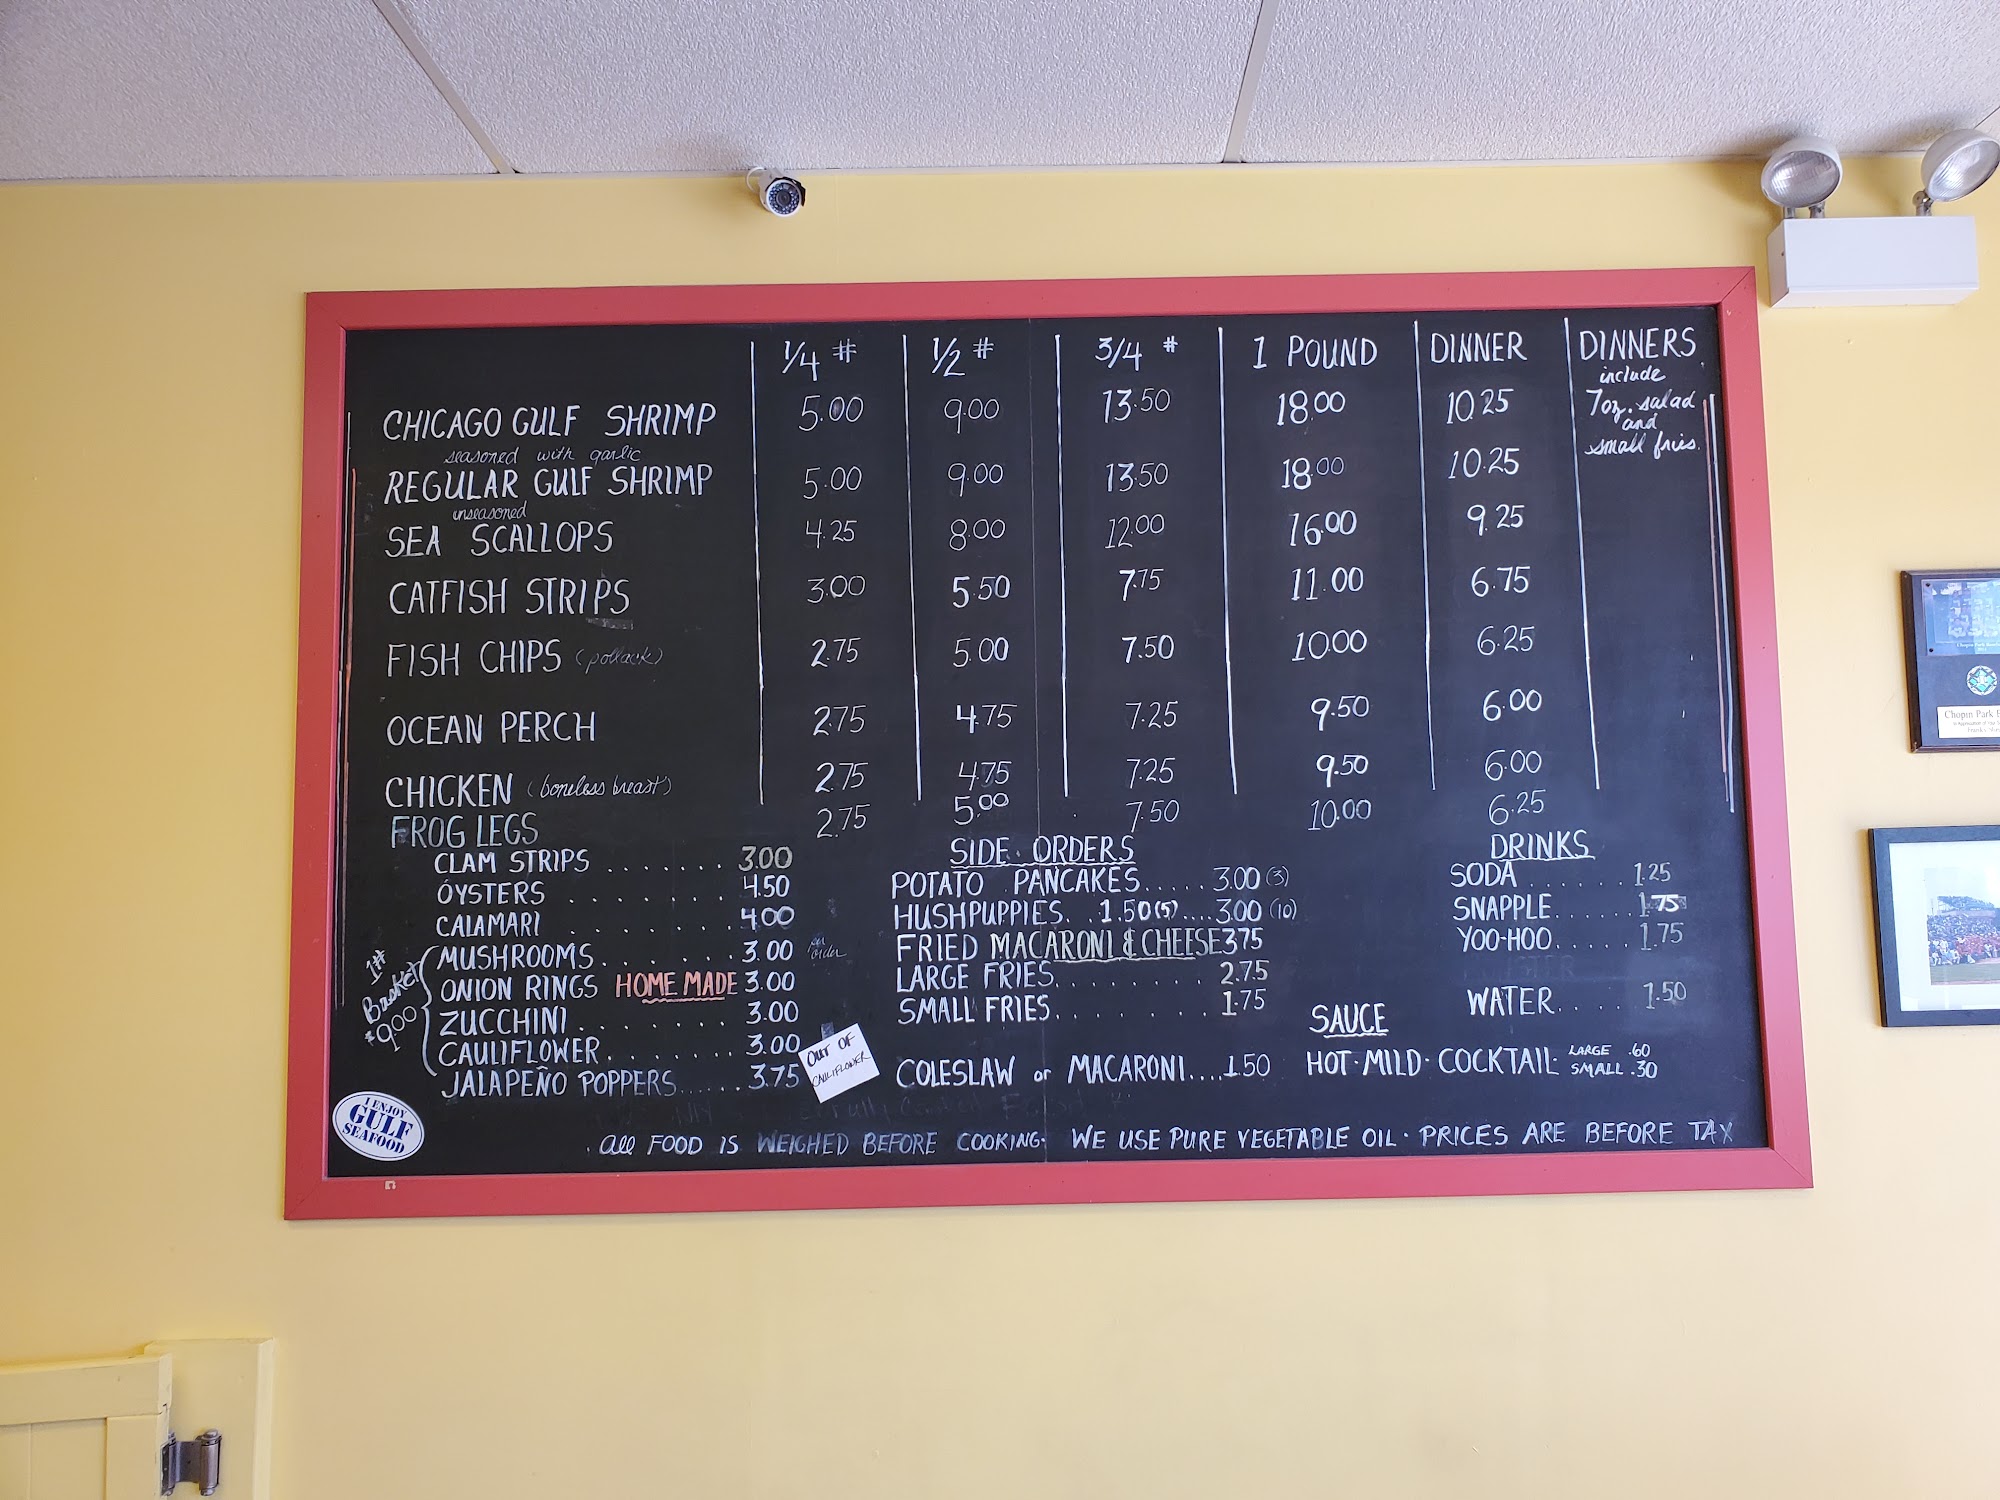 1/4 # 1/2 # 3/4 # 1 POUND DINNER DINNERS
include
7oz. salad
and
small fries.
CHICAGO GULF SHRIMP 5.00 9.00 13.50 18.00 10.25
seasoned with garlic
REGULAR GULF SHRIMP 5.00 9.00 13.50 18.00 10.25
unseasoned
SEA SCALLOPS 4.25 8.00 12.00 16.00 9.25
CATFISH STRIPS 3.00 5.50 7.75 11.00 6.75
FISH CHIPS (pollack) 2.75 5.00 7.50 10.00 6.25
OCEAN PERCH 2.75 4.75 7.25 9.50 6.00
CHICKEN (boneless breast) 2.75 4.75 7.25 9.50 6.00
FROG LEGS 2.75 5.00 7.50 10.00 6.25
CLAM STRIPS ........ 3.00
OYSTERS ........ 4.50
CALAMARI ........ 4.00
MUSHROOMS ....... 3.00 per order
ONION RINGS HOME MADE 3.00
ZUCCHINI ........ 3.00
CAULIFLOWER ....... 3.00
JALAPEÑO POPPERS ..... 3.75
1# Basket $9.00
OUT OF
CAULIFLOWER
SIDE ORDERS
POTATO PANCAKES ..... 3.00 (3)
HUSHPUPPIES.. 1.50 (5) .... 3.00 (10)
FRIED MACARONI & CHEESE 3.75
LARGE FRIES ........ 2.75
SMALL FRIES ........ 1.75
COLESLAW or MACARONI .... 1.50
DRINKS
SODA ...... 1.25
SNAPPLE ...... 1.75
YOO-HOO ..... 1.75
WATER .... 1.50
SAUCE
HOT · MILD · COCKTAIL · LARGE .60
SMALL .30
I ENJOY
GULF
SEAFOOD
. All FOOD IS WEIGHED BEFORE COOKING · WE USE PURE VEGETABLE OIL · PRICES ARE BEFORE TAX
Chopin Park